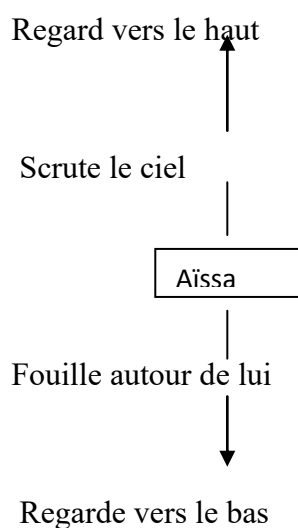 Regard vers le haut
Scrute le ciel
Aïssa
Fouille autour de lui
Regarde vers le bas